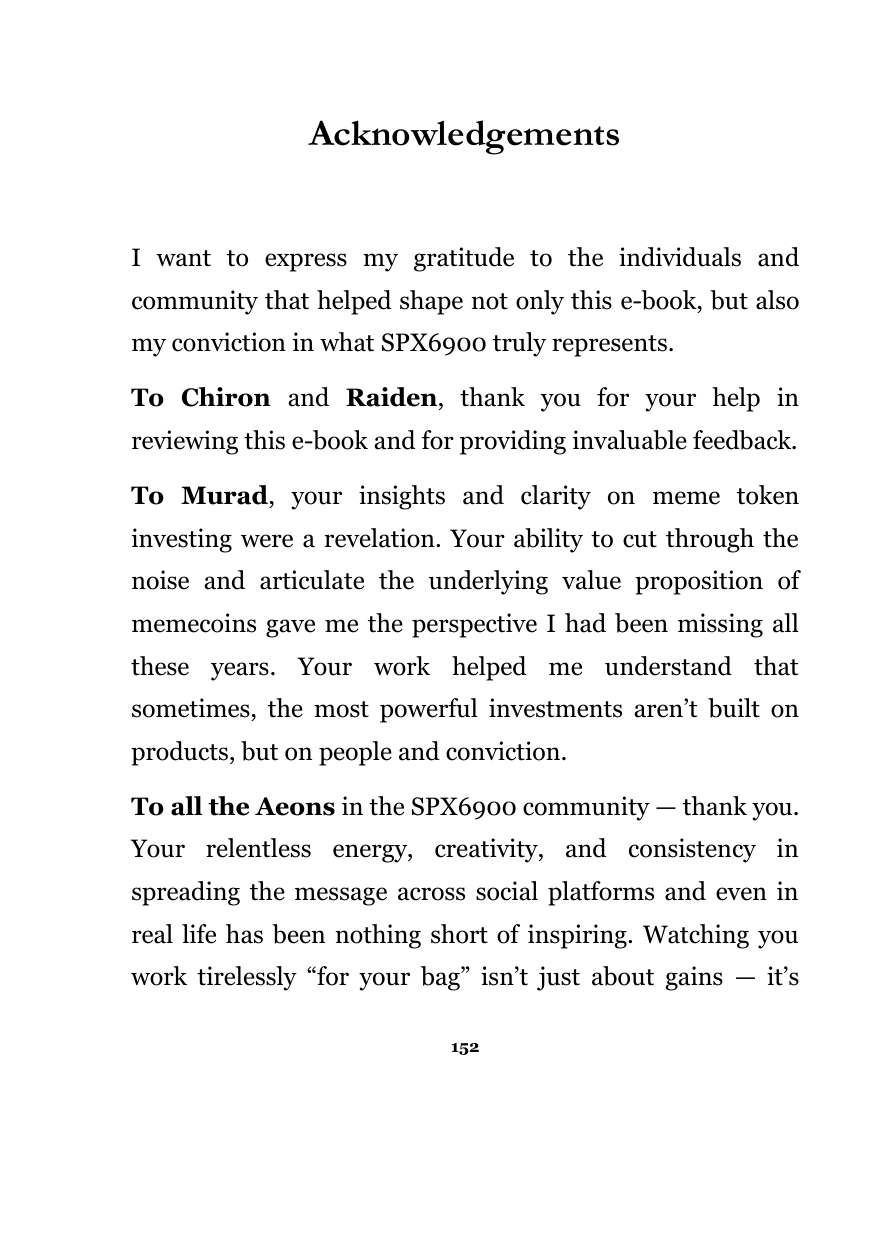 Acknowledgements
I want to express my gratitude to the individuals and
community that helped shape not only this e-book, but also
my conviction in what SPX6900 truly represents.
To Chiron and Raiden, thank you for your help in
reviewing this e-book and for providing invaluable feedback.
To Murad, your insights and clarity on meme token
investing were a revelation. Your ability to cut through the
noise and articulate the underlying value proposition of
memecoins gave me the perspective I had been missing all
these years. Your work helped me understand that
sometimes, the most powerful investments aren’t built on
products, but on people and conviction.
To all the Aeons in the SPX6900 community — thank you.
Your relentless energy, creativity, and consistency in
spreading the message across social platforms and even in
real life has been nothing short of inspiring. Watching you
work tirelessly “for your bag” isn’t just about gains — it’s
152